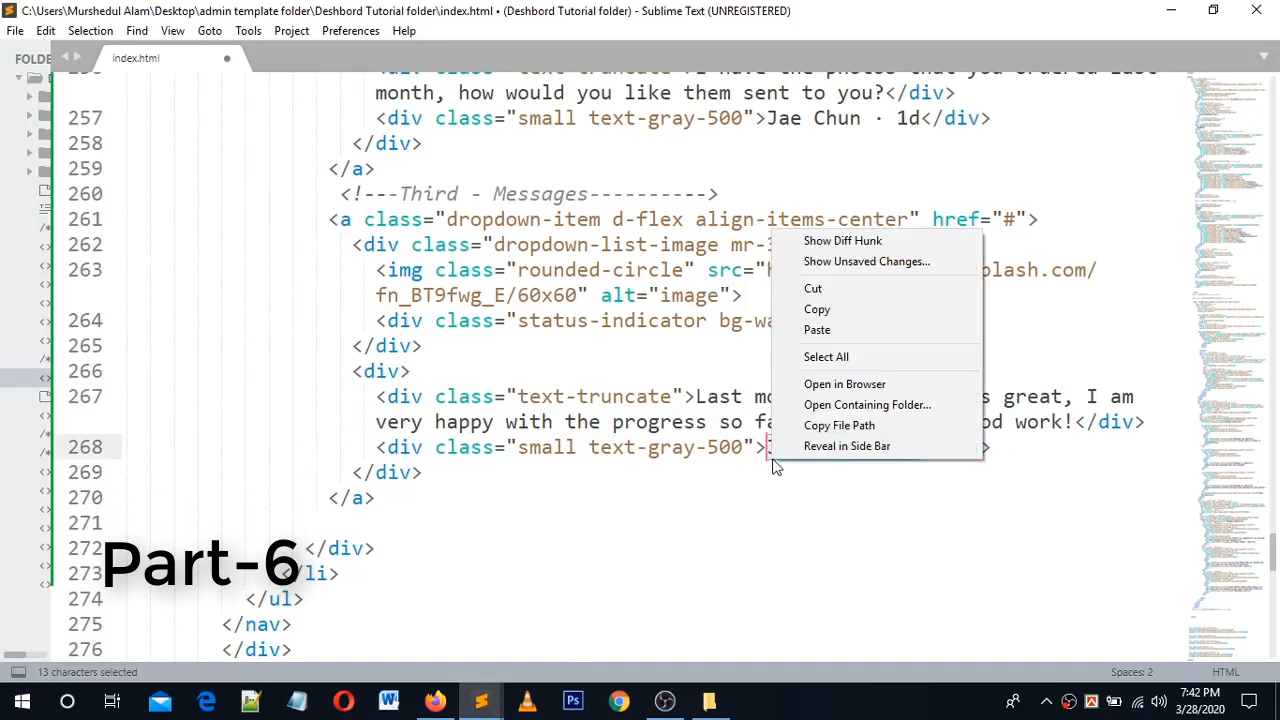 C:\Users\Murshedul Alam\Desktop\admin template folder\Deshbord Tutorial folder\index.html • (Deshbord Tutorial folder) - Sublime Text (UNREGISTERED)
File Edit Selection Find View Goto Tools Project Preferences Help
FOLDE
index.html
month, how would you like them sent to you?</div>
257 <div class="small text-gray-500">Jae Chun · 1d</div>
258 </div>
259 </a>
260 <!---Third messages---------->
261 <a class="dropdown-item d-flex align-items-center" href="#">
262 <div class="dropdown-list-image mr-
263 <img class="rounded-circle" src="
fn_BT9fwg_E/60x60" alt="image">
264 <div class="status-indicator bg-w
265 </div>
266 <div>
267 <div class="text-truncate">Last
great, I am
very happy with the progress so
work!</div>
268 <div class="small text-gray-500">
269 </div>
270 </a>
271
272 </div>
273 </li>
274 </ul>
275 </nav>
276 </div>
Show Diff Hunk
Show Unsaved Changes...
Cut
Copy
Paste
Select All
Open in Browser
Open Containing Folder...
Copy File Path
Reveal in Side Bar
Part-6
13 characters selected
Spaces: 2
HTML
7:42 PM
3/28/2020